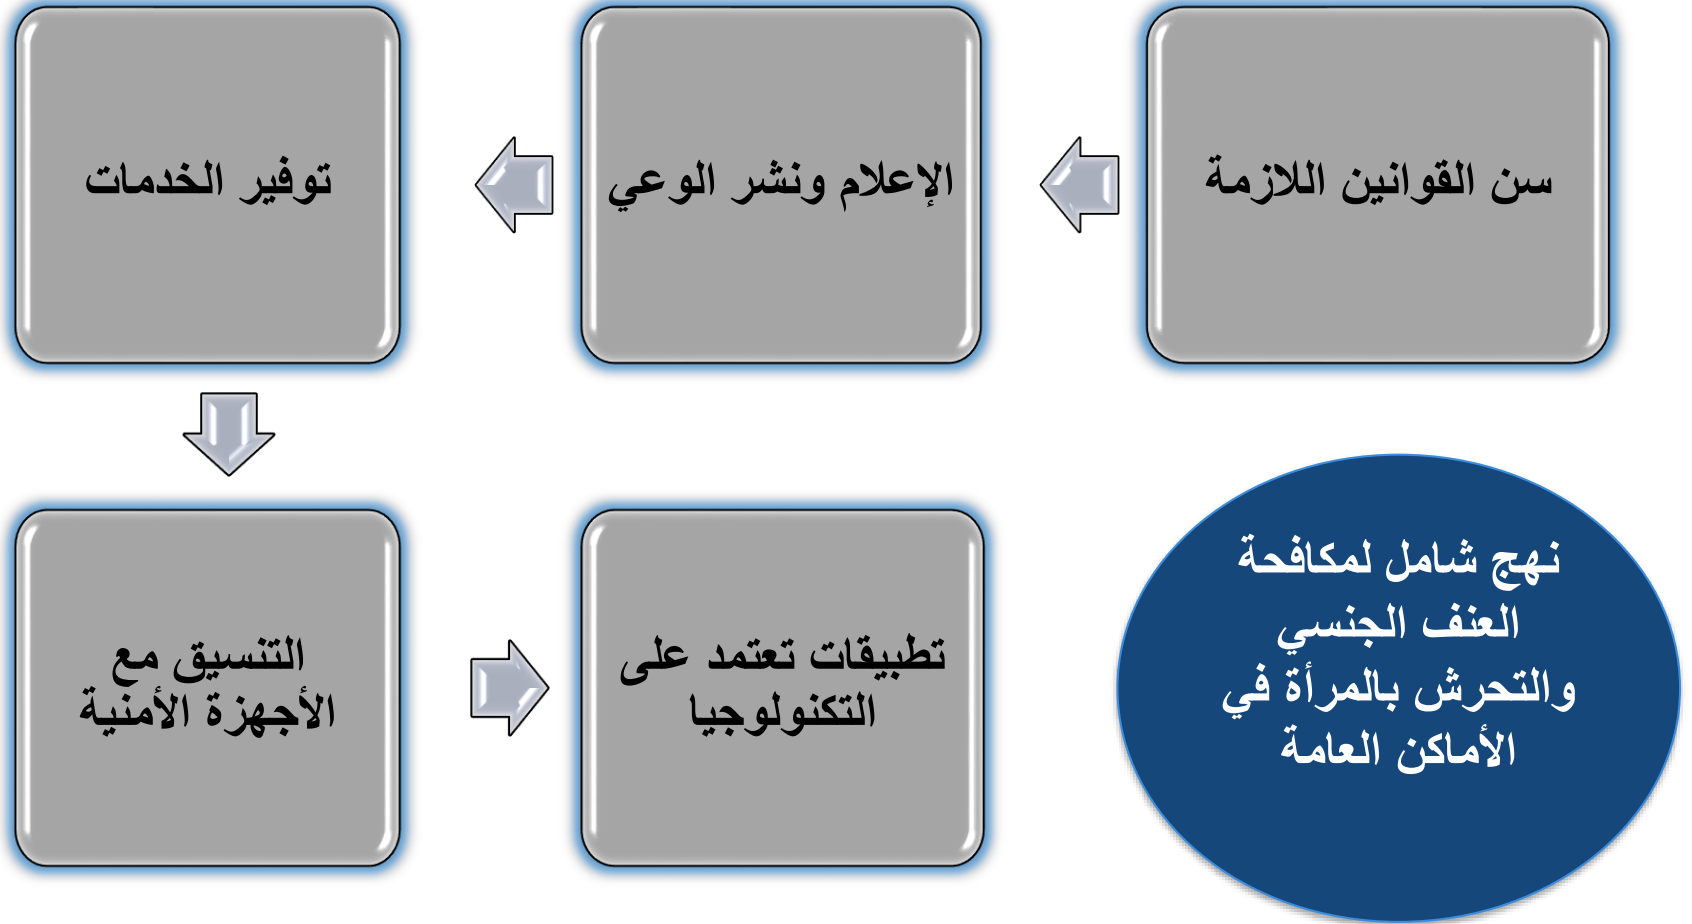 سن القوانين اللازمة
الإعلام ونشر الوعي
توفير الخدمات
التنسيق مع
الأجهزة الأمنية
تطبيقات تعتمد على
التكنولوجيا
نهج شامل لمكافحة
العنف الجنسي
والتحرش بالمرأة في
الأماكن العامة